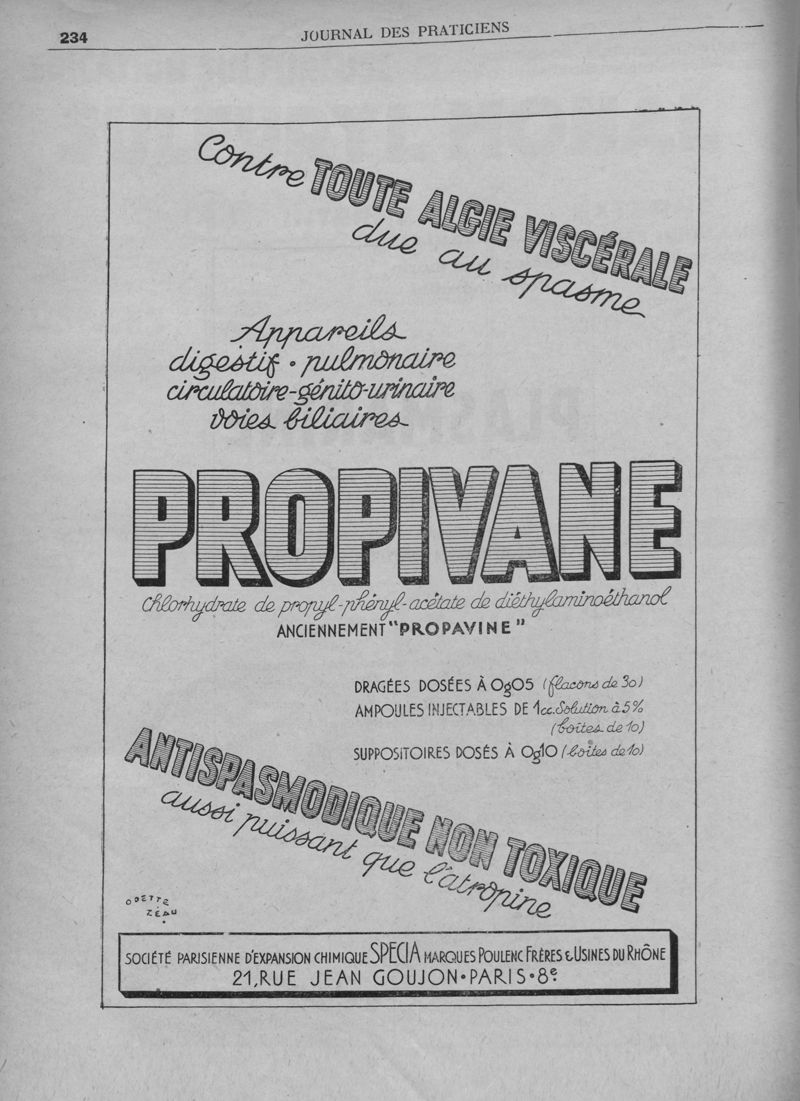 234
JOURNAL DES PRATICIENS
Contre TOUTE ALGIE VISCÉRALE
due au spasme
Appareils
digestif • pulmonaire
circulatoire-génito-urinaire
voies biliaires
PROPIVANE
Chlorhydrate de propyl-phényl-acétate de diéthylaminoéthanol
ANCIENNEMENT "PROPAVINE"
DRAGÉES DOSÉES À 0g05 (flacons de 30)
AMPOULES INJECTABLES DE 1cc. Solution à 5%
(boîtes de 10)
SUPPOSITOIRES DOSÉS À 0g10 (boîtes de 10)
ANTISPASMODIQUE NON TOXIQUE
aussi puissant que l'atropine
ODETTE
ZÉAU
SOCIÉTÉ PARISIENNE D'EXPANSION CHIMIQUE SPECIA MARQUES POULENC FRÈRES & USINES DU RHÔNE
21, RUE JEAN GOUJON • PARIS • 8e